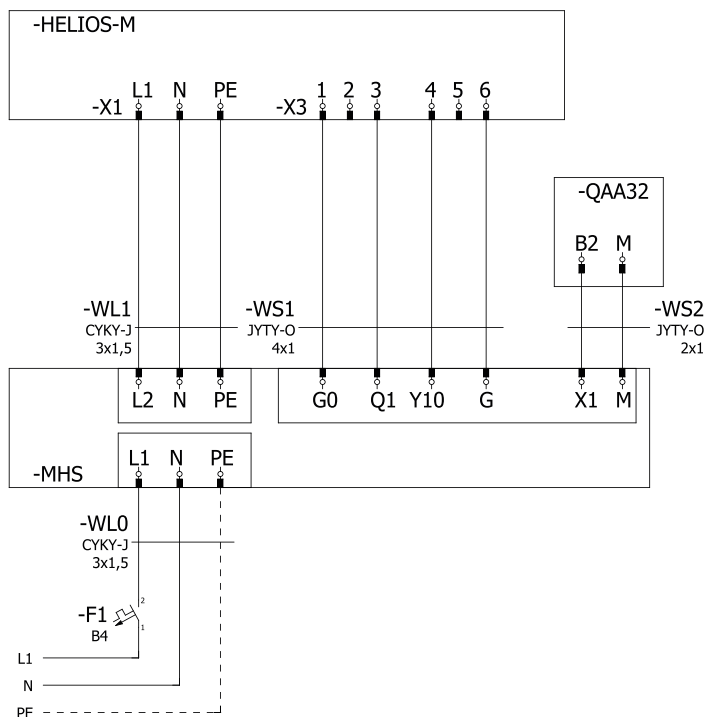 -HELIOS-M
L1 N PE 1 2 3 4 5 6
-X1 -X3
-QAA32
B2 M
-WL1 -WS1 -WS2
CYKY-J JYTY-O JYTY-O
3x1,5 4x1 2x1
L2 N PE G0 Q1 Y10 G X1 M
L1 N PE
-MHS
-WL0
CYKY-J
3x1,5
2
-F1
1
B4
L1
N
PE